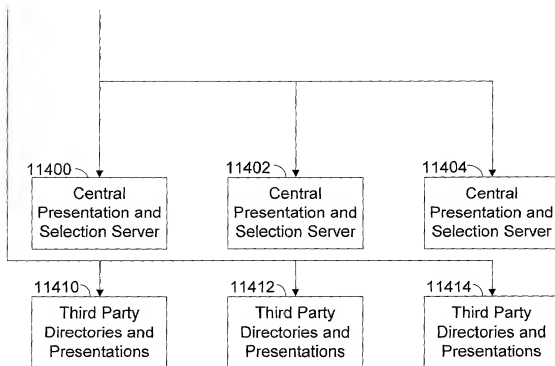 11400 11402 11404
Central Central Central
Presentation and Presentation and Presentation and
Selection Server Selection Server Selection Server
11410 11412 11414
Third Party Third Party Third Party
Directories and Directories and Directories and
Presentations Presentations Presentations